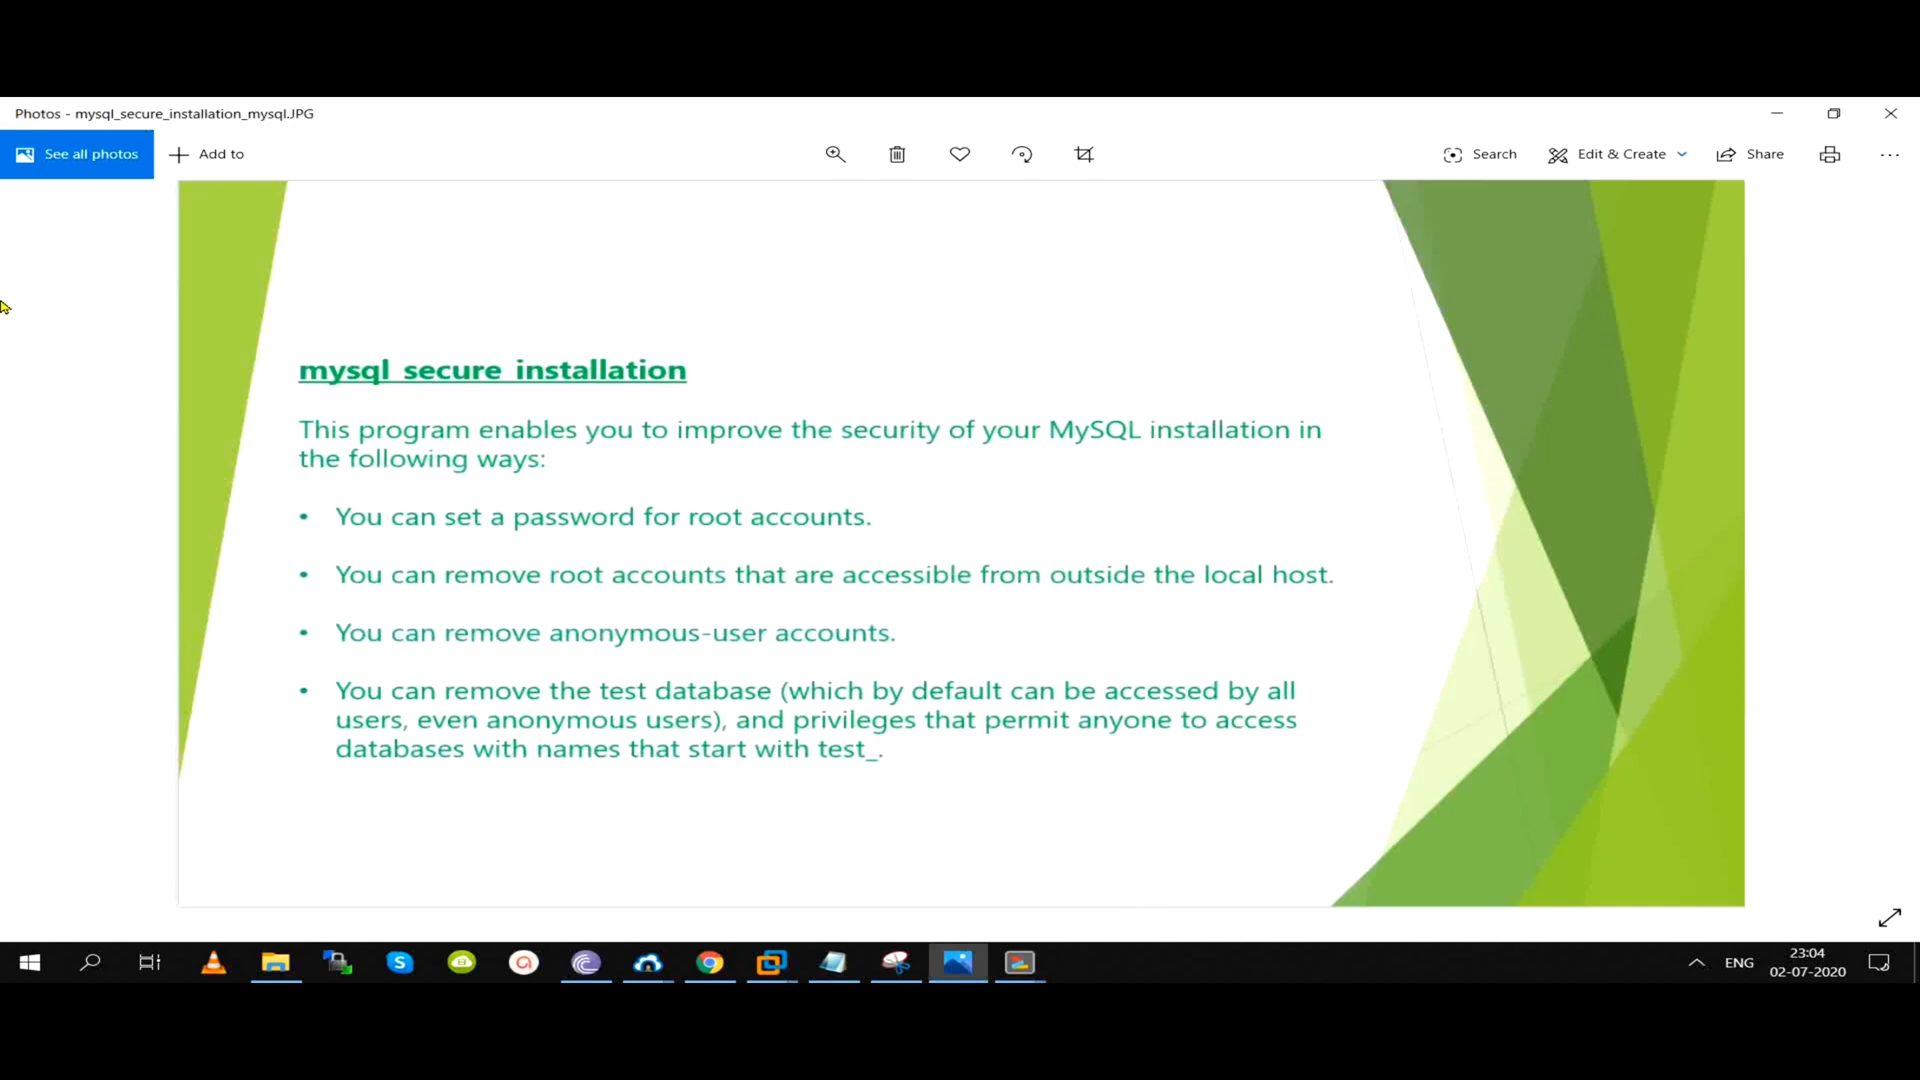 Photos - mysql_secure_installation_mysql.JPG
See all photos
Add to
Search
Edit & Create
Share
mysql_secure_installation
This program enables you to improve the security of your MySQL installation in
the following ways:
• You can set a password for root accounts.
• You can remove root accounts that are accessible from outside the local host.
• You can remove anonymous-user accounts.
• You can remove the test database (which by default can be accessed by all
users, even anonymous users), and privileges that permit anyone to access
databases with names that start with test_.
ENG
23:04
02-07-2020